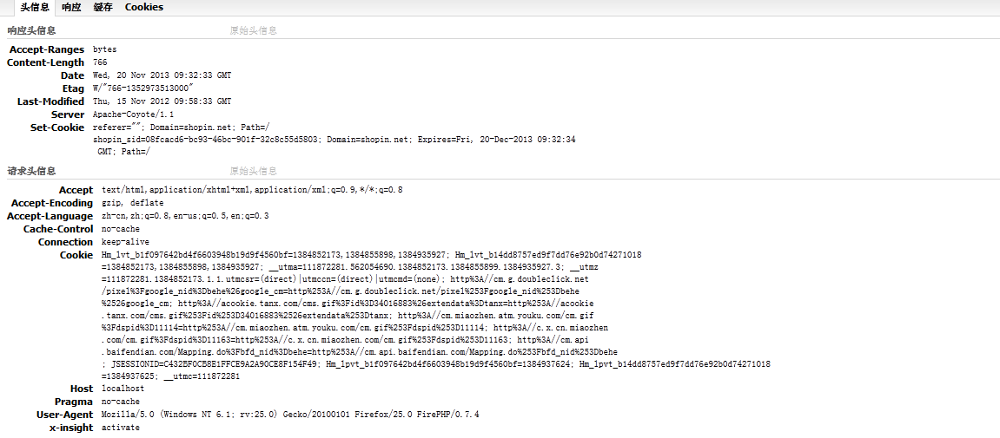 头信息 响应 缓存 Cookies
响应头信息 原始头信息
Accept-Ranges bytes
Content-Length 766
Date Wed, 20 Nov 2013 09:32:33 GMT
Etag W/"766-1352973513000"
Last-Modified Thu, 15 Nov 2012 09:58:33 GMT
Server Apache-Coyote/1.1
Set-Cookie referer=""; Domain=shopin.net; Path=/
shopin_sid=08fcacd6-bc93-46bc-901f-32c8c55d5803; Domain=shopin.net; Expires=Fri, 20-Dec-2013 09:32:34
GMT; Path=/
请求头信息 原始头信息
Accept text/html,application/xhtml+xml,application/xml;q=0.9,*/*;q=0.8
Accept-Encoding gzip, deflate
Accept-Language zh-cn,zh;q=0.8,en-us;q=0.5,en;q=0.3
Cache-Control no-cache
Connection keep-alive
Cookie Hm_lvt_b1f097642bd4f6603948b19d9f4560bf=1384852173,1384855898,1384935927; Hm_lvt_b14dd8757ed9f7dd76e92b0d74271018
=1384852173,1384855898,1384935927; __utma=111872281.562054690.1384852173.1384855899.1384935927.3; __utmz
=111872281.1384852173.1.1.utmcsr=(direct)|utmccn=(direct)|utmcmd=(none); http%3A//cm.g.doubleclick.net
/pixel%3Fgoogle_nid%3Dbehe%26google_cm=http%253A//cm.g.doubleclick.net/pixel%253Fgoogle_nid%253Dbehe
%2526google_cm; http%3A//acookie.tanx.com/cms.gif%3Fid%3D34016883%26extendata%3Dtanx=http%253A//acookie
.tanx.com/cms.gif%253Fid%253D34016883%2526extendata%253Dtanx; http%3A//cm.miaozhen.atm.youku.com/cm.gif
%3Fdspid%3D11114=http%253A//cm.miaozhen.atm.youku.com/cm.gif%253Fdspid%253D11114; http%3A//c.x.cn.miaozhen
.com/cm.gif%3Fdspid%3D11163=http%253A//c.x.cn.miaozhen.com/cm.gif%253Fdspid%253D11163; http%3A//cm.api
.baifendian.com/Mapping.do%3Fbfd_nid%3Dbehe=http%253A//cm.api.baifendian.com/Mapping.do%253Fbfd_nid%253Dbehe
; JSESSIONID=C432BF0CB8E1FFCE9A2A90CE8F154F49; Hm_lpvt_b1f097642bd4f6603948b19d9f4560bf=1384937624; Hm_lpvt_b14dd8757ed9f7dd76e92b0d74271018
=1384937625; __utmc=111872281
Host localhost
Pragma no-cache
User-Agent Mozilla/5.0 (Windows NT 6.1; rv:25.0) Gecko/20100101 Firefox/25.0 FirePHP/0.7.4
x-insight activate